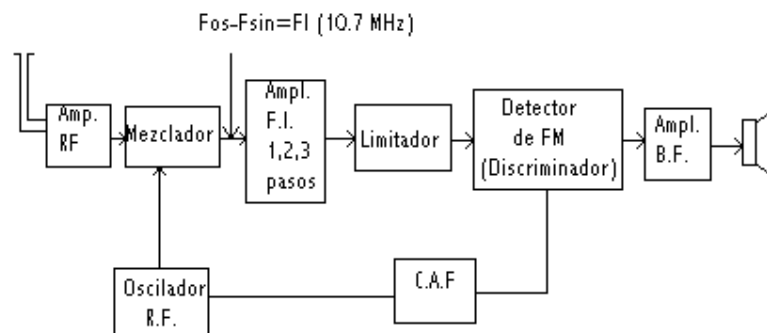 Fos-Fsin=FI (10.7 MHz)
Amp.
RF
Mezclador
Ampl.
F.I.
1,2,3
pasos
Limitador
Detector
de FM
(Discriminador)
Ampl.
B.F.
Oscilador
R.F.
C.A.F